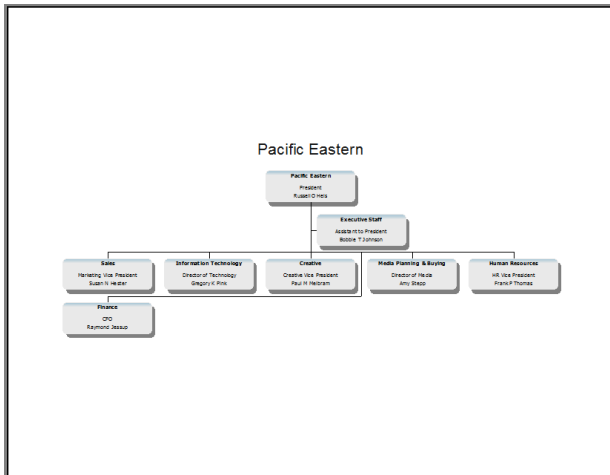 Pacific Eastern
Pacific Eastern
President
Russell O Hels
Executive Staff
Assistant to President
Bobbie T Johnson
Sales
Marketing Vice President
Susan N Hester
Information Technology
Director of Technology
Gregory K Pink
Creative
Creative Vice President
Paul M Melbram
Media Planning & Buying
Director of Media
Amy Stepp
Human Resources
HR Vice President
Frank P Thomas
Finance
CFO
Raymond Jessup